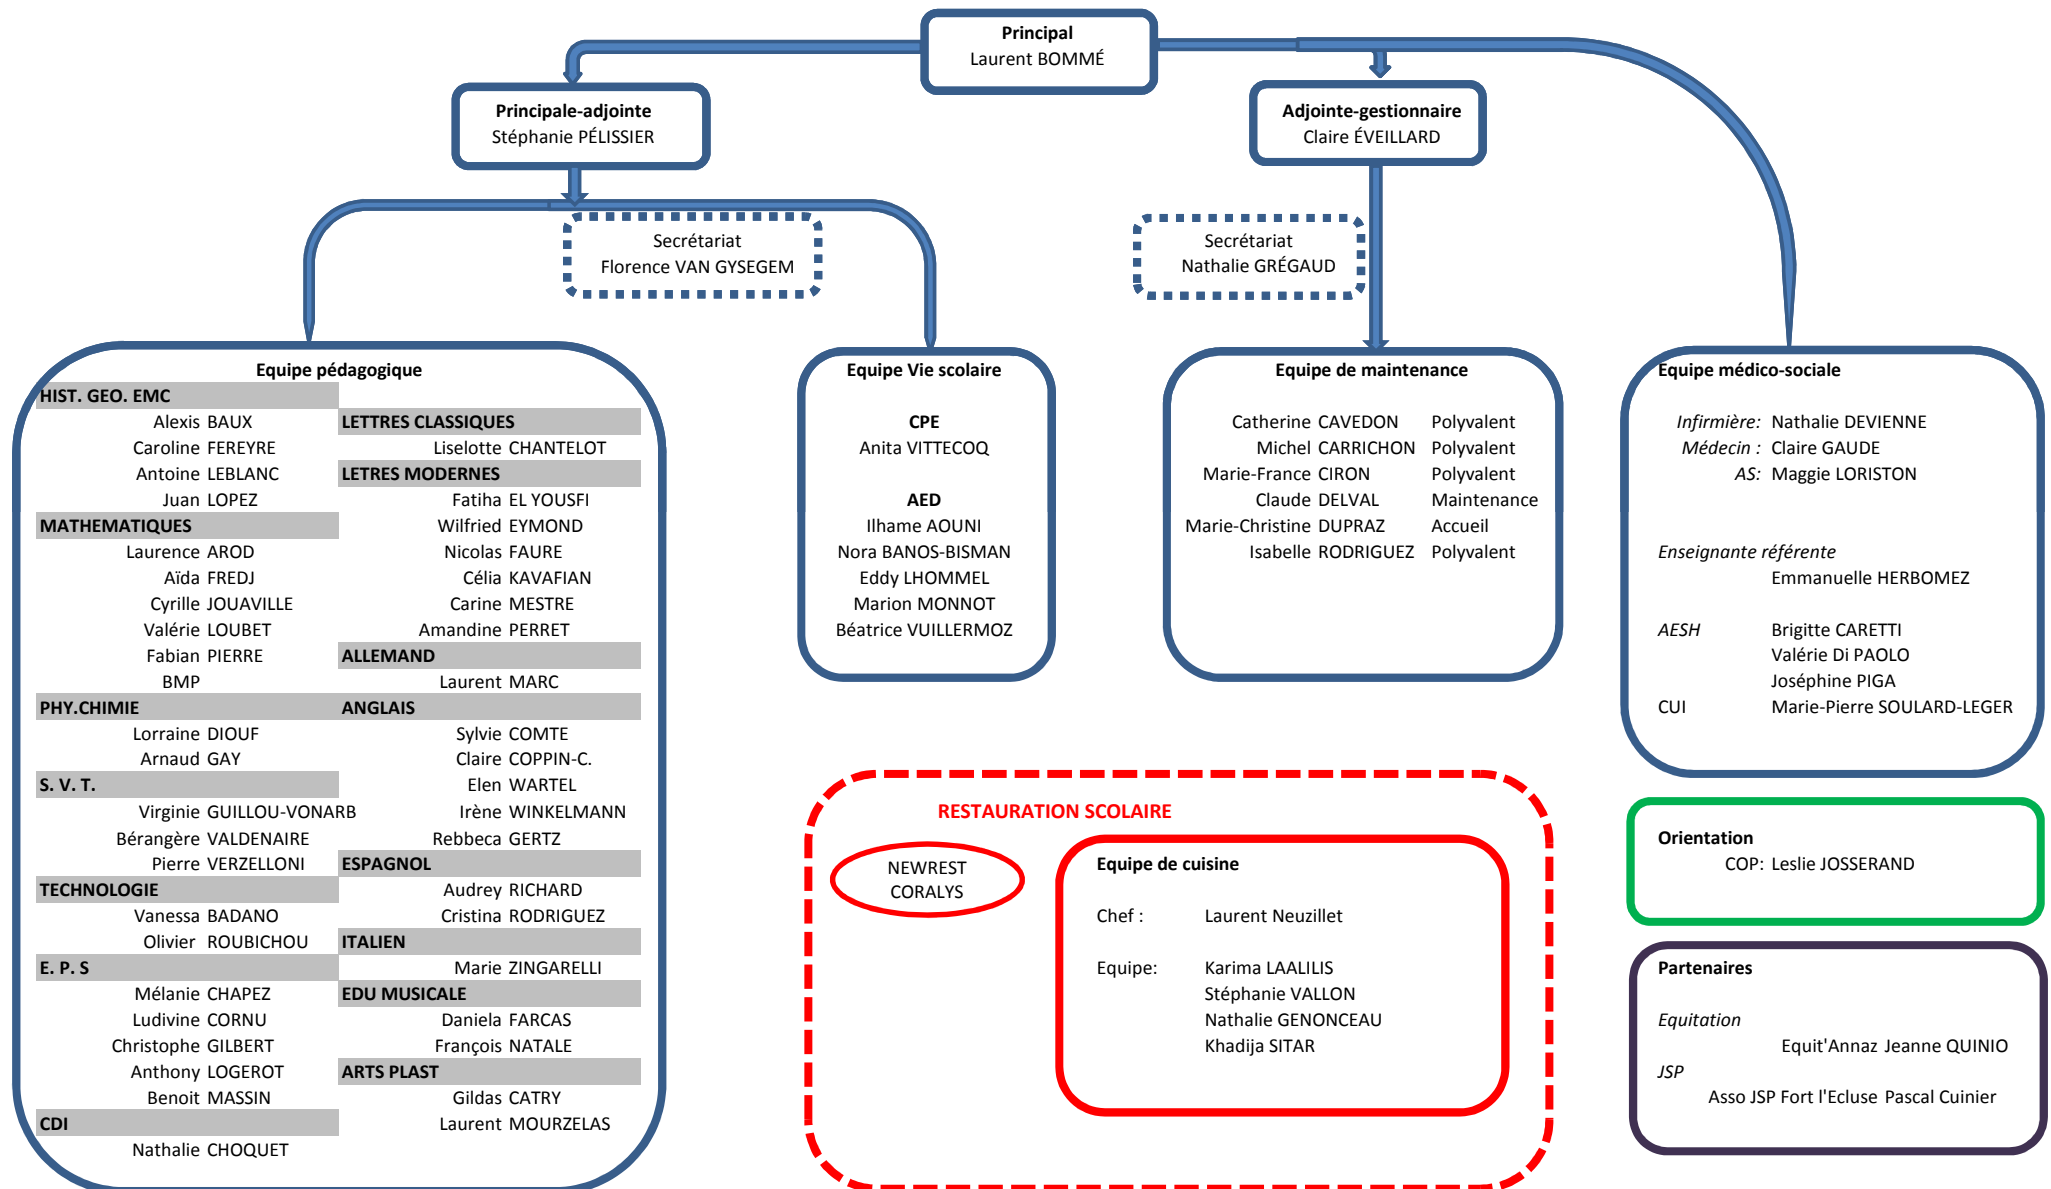 Principal
Laurent BOMMÉ
Principale-adjointe
Stéphanie PÉLISSIER
Adjointe-gestionnaire
Claire ÉVEILLARD
Secrétariat
Florence VAN GYSEGEM
Secrétariat
Nathalie GRÉGAUD
Equipe pédagogique
HIST. GEO. EMC
Alexis BAUX
Caroline FEREYRE
Antoine LEBLANC
Juan LOPEZ
MATHEMATIQUES
Laurence AROD
Aïda FREDJ
Cyrille JOUAVILLE
Valérie LOUBET
Fabian PIERRE
BMP
PHY.CHIMIE
Lorraine DIOUF
Arnaud GAY
S. V. T.
Virginie GUILLOU-VONARB
Bérangère VALDENAIRE
Pierre VERZELLONI
TECHNOLOGIE
Vanessa BADANO
Olivier ROUBICHOU
E. P. S
Mélanie CHAPEZ
Ludivine CORNU
Christophe GILBERT
Anthony LOGEROT
Benoit MASSIN
CDI
Nathalie CHOQUET
LETTRES CLASSIQUES
Liselotte CHANTELOT
LETRES MODERNES
Fatiha EL YOUSFI
Wilfried EYMOND
Nicolas FAURE
Célia KAVAFIAN
Carine MESTRE
Amandine PERRET
ALLEMAND
Laurent MARC
ANGLAIS
Sylvie COMTE
Claire COPPIN-C.
Elen WARTEL
Irène WINKELMANN
Rebbeca GERTZ
ESPAGNOL
Audrey RICHARD
Cristina RODRIGUEZ
ITALIEN
Marie ZINGARELLI
EDU MUSICALE
Daniela FARCAS
François NATALE
ARTS PLAST
Gildas CATRY
Laurent MOURZELAS
Equipe Vie scolaire
CPE
Anita VITTECOQ
AED
Ilhame AOUNI
Nora BANOS-BISMAN
Eddy LHOMMEL
Marion MONNOT
Béatrice VUILLERMOZ
Equipe de maintenance
Catherine CAVEDON Polyvalent
Michel CARRICHON Polyvalent
Marie-France CIRON Polyvalent
Claude DELVAL Maintenance
Marie-Christine DUPRAZ Accueil
Isabelle RODRIGUEZ Polyvalent
Equipe médico-sociale
Infirmière: Nathalie DEVIENNE
Médecin : Claire GAUDE
AS: Maggie LORISTON
Enseignante référente
Emmanuelle HERBOMEZ
AESH Brigitte CARETTI
Valérie Di PAOLO
Joséphine PIGA
CUI Marie-Pierre SOULARD-LEGER
RESTAURATION SCOLAIRE
NEWREST
CORALYS
Equipe de cuisine
Chef : Laurent Neuzillet
Equipe: Karima LAALILIS
Stéphanie VALLON
Nathalie GENONCEAU
Khadija SITAR
Orientation
COP: Leslie JOSSERAND
Partenaires
Equitation
Equit'Annaz Jeanne QUINIO
JSP
Asso JSP Fort l'Ecluse Pascal Cuinier